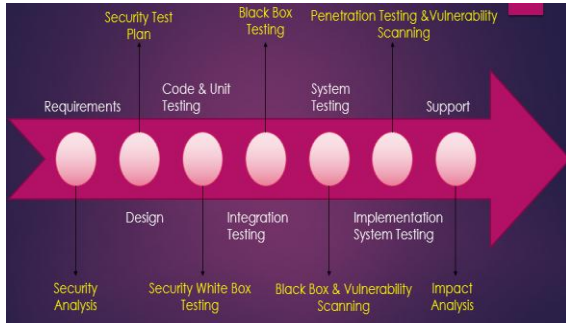 Security Test
Plan
Black Box
Testing
Penetration Testing &Vulnerability
Scanning
Requirements
Code & Unit
Testing
System
Testing
Support
Design
Integration
Testing
Implementation
System Testing
Security
Analysis
Security White Box
Testing
Black Box & Vulnerability
Scanning
Impact
Analysis